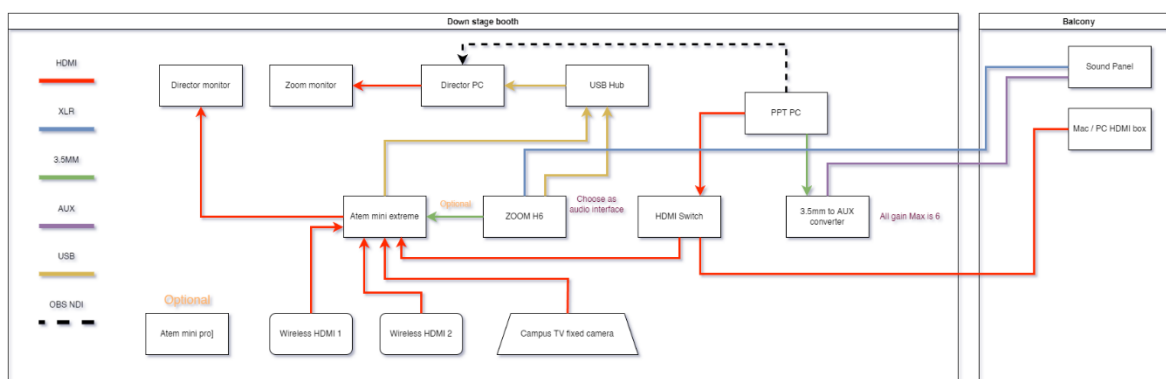 Down stage booth
Balcony
HDMI
XLR
3.5MM
AUX
USB
OBS NDI
Director monitor
Zoom monitor
Director PC
USB Hub
PPT PC
Sound Panel
Mac / PC HDMI box
Atem mini extreme
Optional
ZOOM H6
Choose as
audio interface
HDMI Switch
3.5mm to AUX
converter
All gain Max is 6
Optional
Atem mini pro]
Wireless HDMI 1
Wireless HDMI 2
Campus TV fixed camera